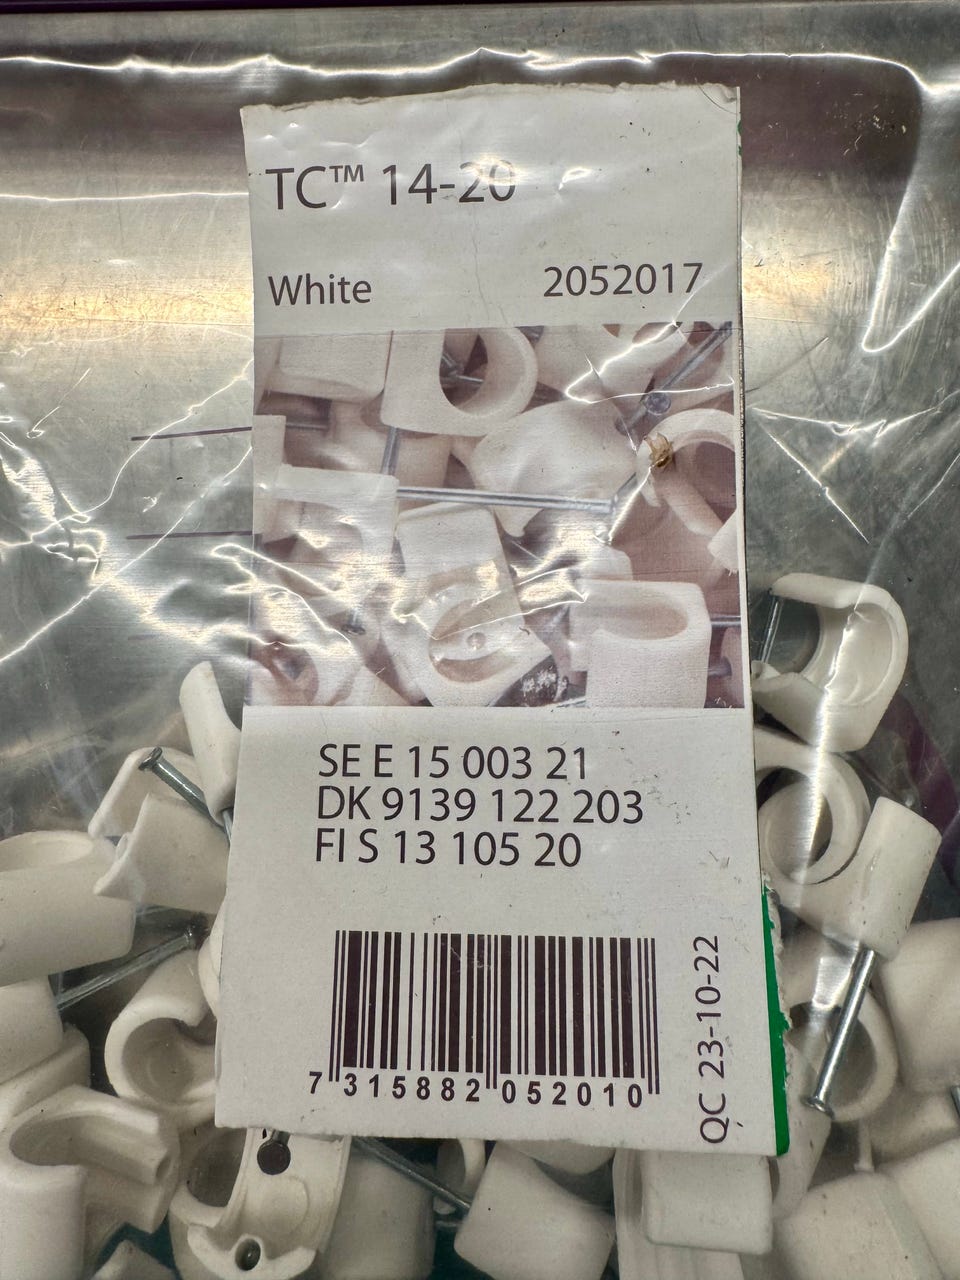 TC™ 14-20
White 2052017
SE E 15 003 21
DK 9139 122 203
FI S 13 105 20
7 315882 052010
QC 23-10-22